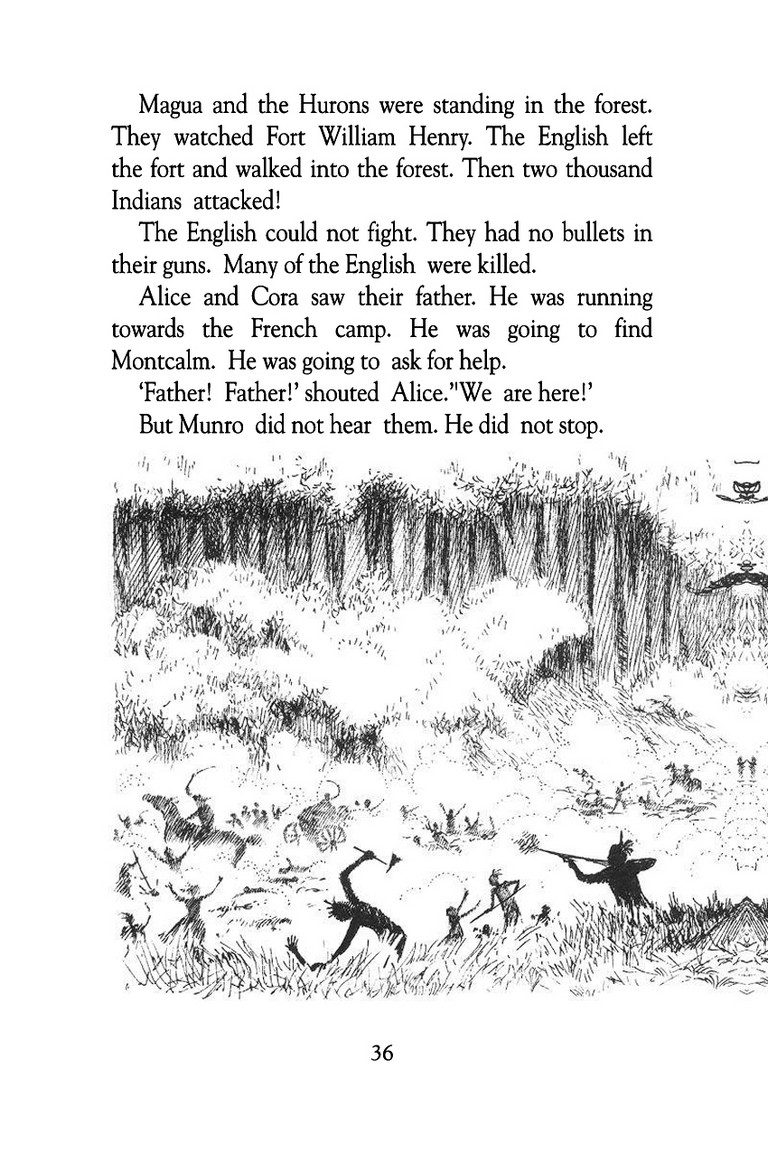 Magua and the Hurons were standing in the forest.
They watched Fort William Henry. The English left
the fort and walked into the forest. Then two thousand
Indians attacked!
The English could not fight. They had no bullets in
their guns. Many of the English were killed.
Alice and Cora saw their father. He was running
towards the French camp. He was going to find
Montcalm. He was going to ask for help.
‘Father! Father!’ shouted Alice.’'We are here!’
But Munro did not hear them. He did not stop.
36